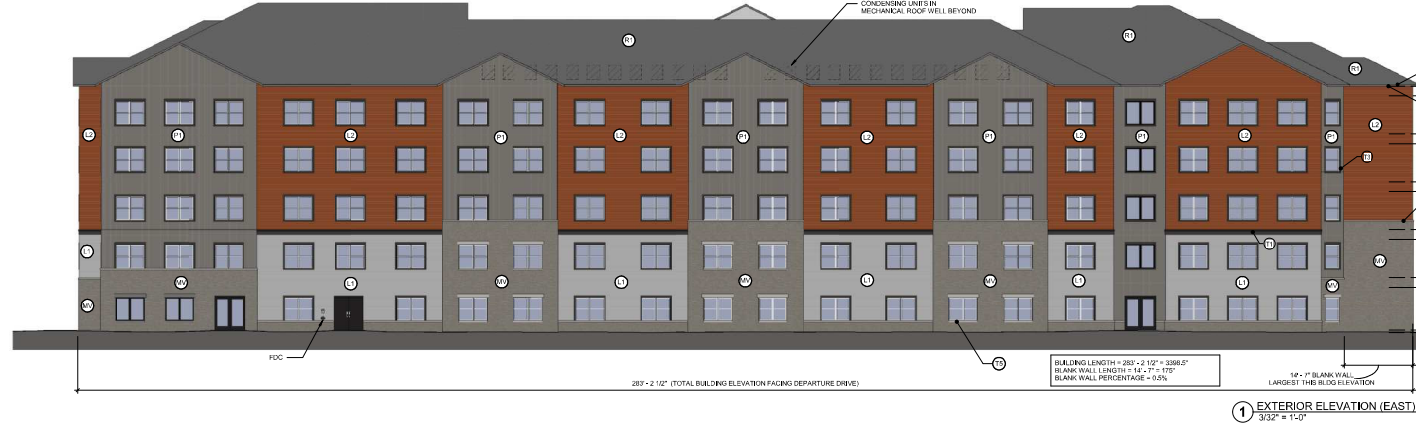 CONDENSING UNITS IN
MECHANICAL ROOF WELL BEYOND
R1
R1
R1
L2
P1
L2
P1
L2
P1
L2
P1
L2
P1
L2
P1
L2
T3
L1
T1
MV
MV
L1
MV
L1
MV
L1
MV
L1
L1
MV
MV
FDC
T5
BUILDING LENGTH = 283' - 2 1/2" = 3398.5"
BLANK WALL LENGTH = 14' - 7" = 175"
BLANK WALL PERCENTAGE = 0.5%
14' - 7" BLANK WALL
LARGEST THIS BLDG ELEVATION
283' - 2 1/2" (TOTAL BUILDING ELEVATION FACING DEPARTURE DRIVE)
1 EXTERIOR ELEVATION (EAST)
3/32" = 1'-0"